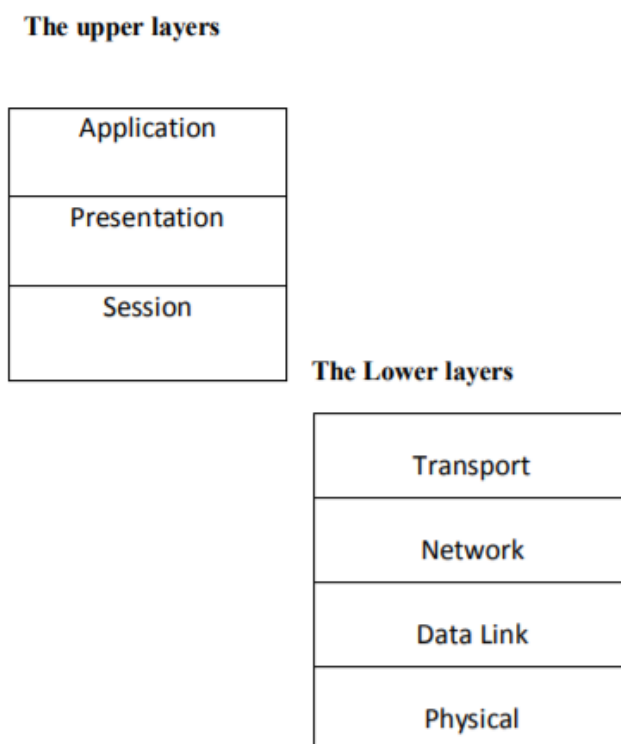 The upper layers
Application
Presentation
Session
The Lower layers
Transport
Network
Data Link
Physical